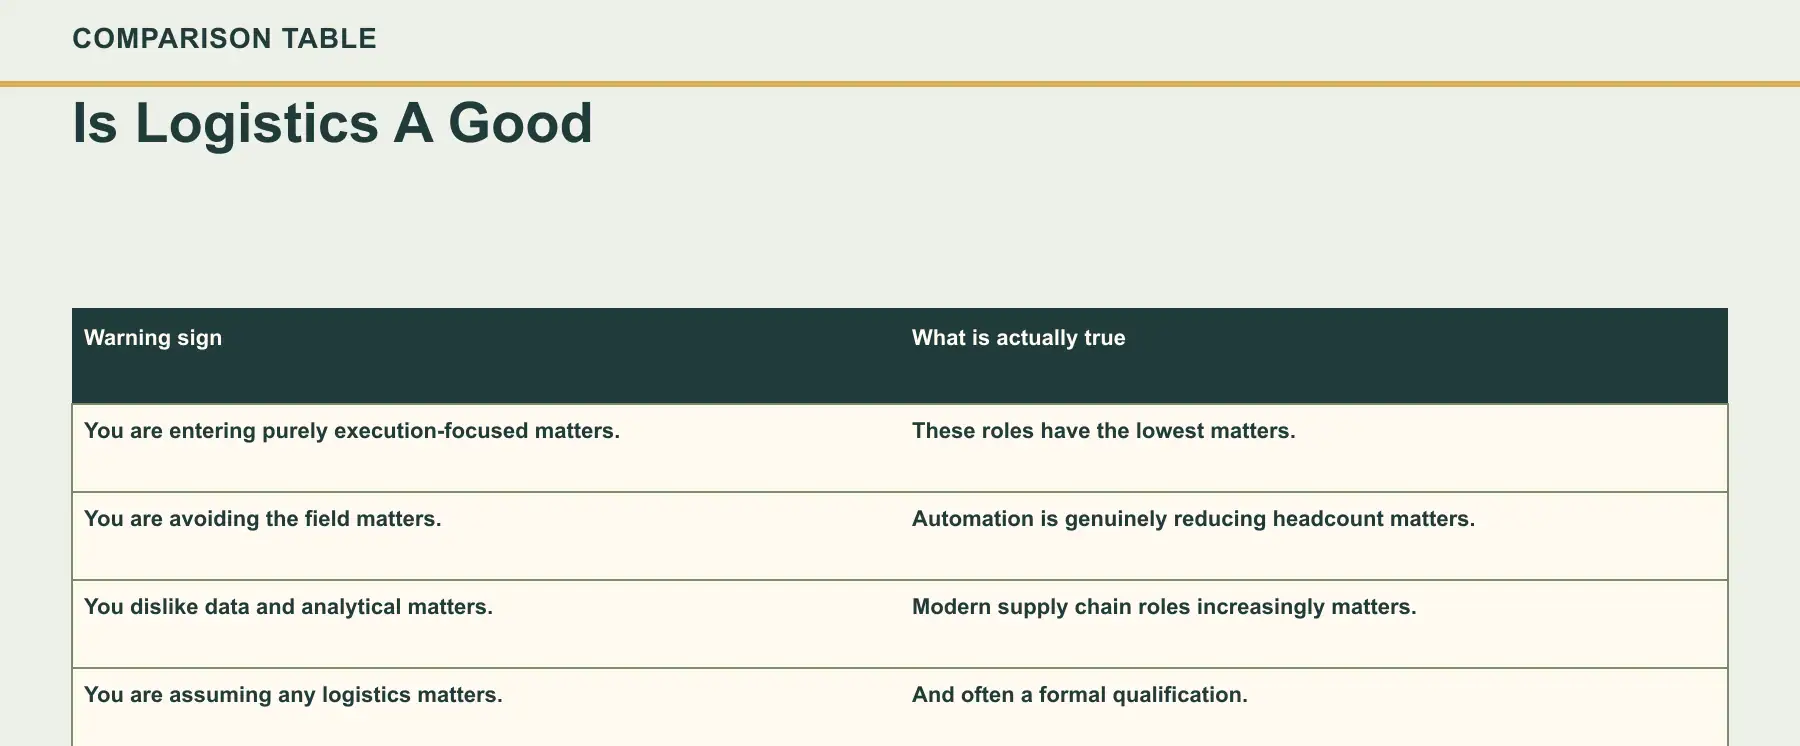 COMPARISON TABLE
Is Logistics A Good
Warning sign
What is actually true
You are entering purely execution-focused matters.
These roles have the lowest matters.
You are avoiding the field matters.
Automation is genuinely reducing headcount matters.
You dislike data and analytical matters.
Modern supply chain roles increasingly matters.
You are assuming any logistics matters.
And often a formal qualification.